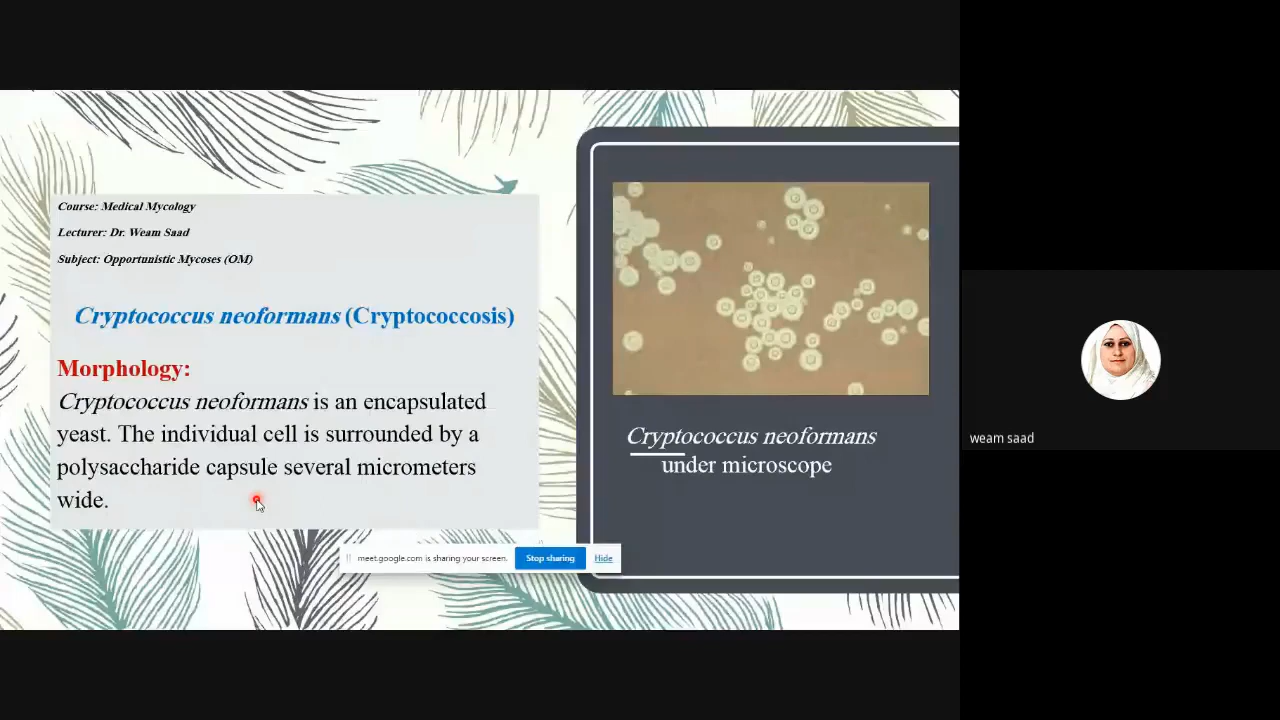 Course: Medical Mycology
Lecturer: Dr. Weam Saad
Subject: Opportunistic Mycoses (OM)
Cryptococcus neoformans (Cryptococcosis)
Morphology:
Cryptococcus neoformans is an encapsulated
yeast. The individual cell is surrounded by a
polysaccharide capsule several micrometers
wide.
Cryptococcus neoformans
under microscope
meet.google.com is sharing your screen.
Stop sharing
Hide
weam saad